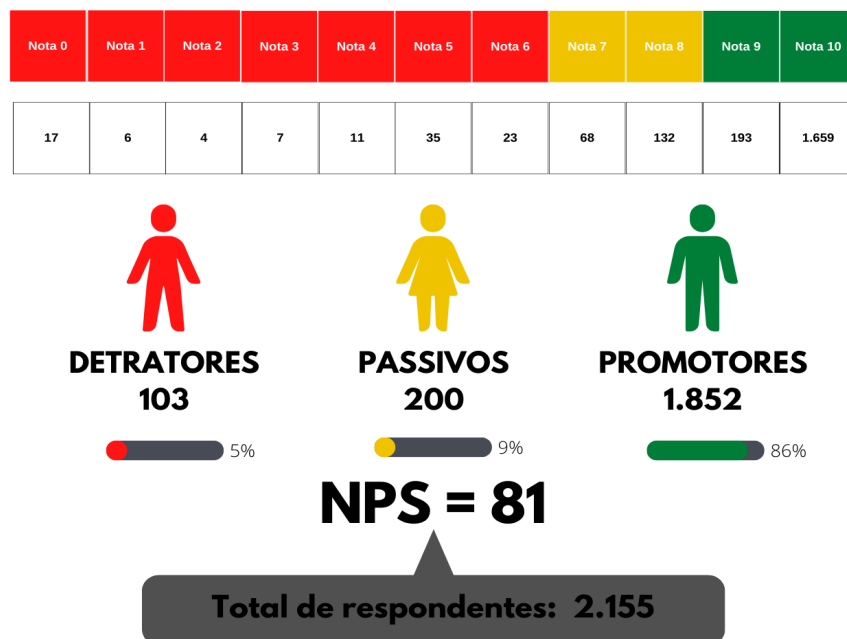 Nota 0 Nota 1 Nota 2 Nota 3 Nota 4 Nota 5 Nota 6 Nota 7 Nota 8 Nota 9 Nota 10
17 6 4 7 11 35 23 68 132 193 1.659
DETRATORES PASSIVOS PROMOTORES
103 200 1.852
5% 9% 86%
NPS = 81
Total de respondentes: 2.155